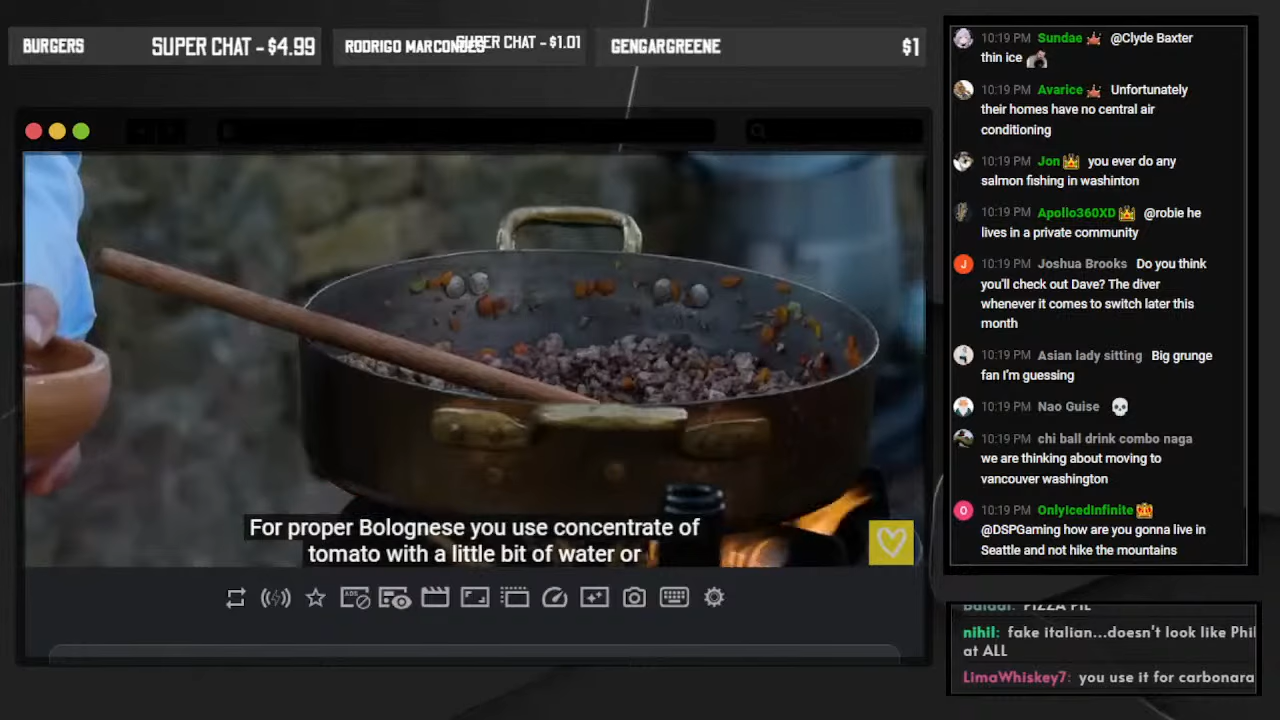 BURGERS
SUPER CHAT - $4.99
RODRIGO MARCONDES
SUPER CHAT - $1.01
GENGARGREENE
$1
10:19 PM Sundae @Clyde Baxter
thin ice
10:19 PM Avarice Unfortunately
their homes have no central air
conditioning
10:19 PM Jon you ever do any
salmon fishing in washinton
10:19 PM Apollo360XD @robie he
lives in a private community
J
10:19 PM Joshua Brooks Do you think
you'll check out Dave? The diver
whenever it comes to switch later this
month
10:19 PM Asian lady sitting Big grunge
fan I'm guessing
10:19 PM Nao Guise
10:19 PM chi ball drink combo naga
we are thinking about moving to
vancouver washington
O
10:19 PM OnlyIcedInfinite
@DSPGaming how are you gonna live in
Seattle and not hike the mountains
For proper Bolognese you use concentrate of
tomato with a little bit of water or
ADS
PIZZA PIE
nihil: fake italian...doesn't look like Phil
at ALL
LimaWhiskey7: you use it for carbonara